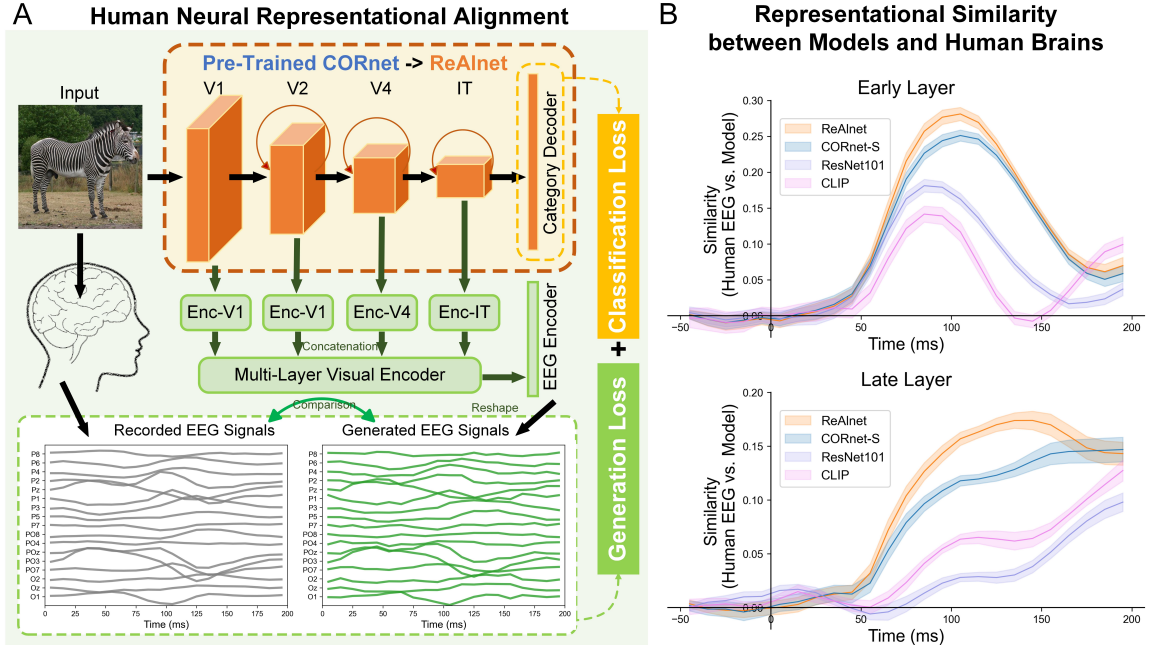 A
Human Neural Representational Alignment
Pre-Trained CORnet -> ReAlnet
Input
V1
V2
V4
IT
Category Decoder
Enc-V1
Enc-V1
Enc-V4
Enc-IT
Concatenation
Multi-Layer Visual Encoder
EEG Encoder
Comparison
Reshape
Classification Loss
+
Generation Loss
Recorded EEG Signals
P8
P6
P4
P2
Pz
P1
P3
P5
P7
PO8
PO4
POz
PO3
PO7
O2
Oz
O1
0 25 50 75 100 125 150 175 200
Time (ms)
Generated EEG Signals
P8
P6
P4
P2
Pz
P1
P3
P5
P7
PO8
PO4
POz
PO3
PO7
O2
Oz
O1
0 25 50 75 100 125 150 175 200
Time (ms)
B
Representational Similarity
between Models and Human Brains
Early Layer
Similarity
(Human EEG vs. Model)
0.30
0.25
0.20
0.15
0.10
0.05
0.00
ReAlnet
CORnet-S
ResNet101
CLIP
−50 0 50 100 150 200
Time (ms)
Late Layer
Similarity
(Human EEG vs. Model)
0.20
0.15
0.10
0.05
0.00
ReAlnet
CORnet-S
ResNet101
CLIP
−50 0 50 100 150 200
Time (ms)